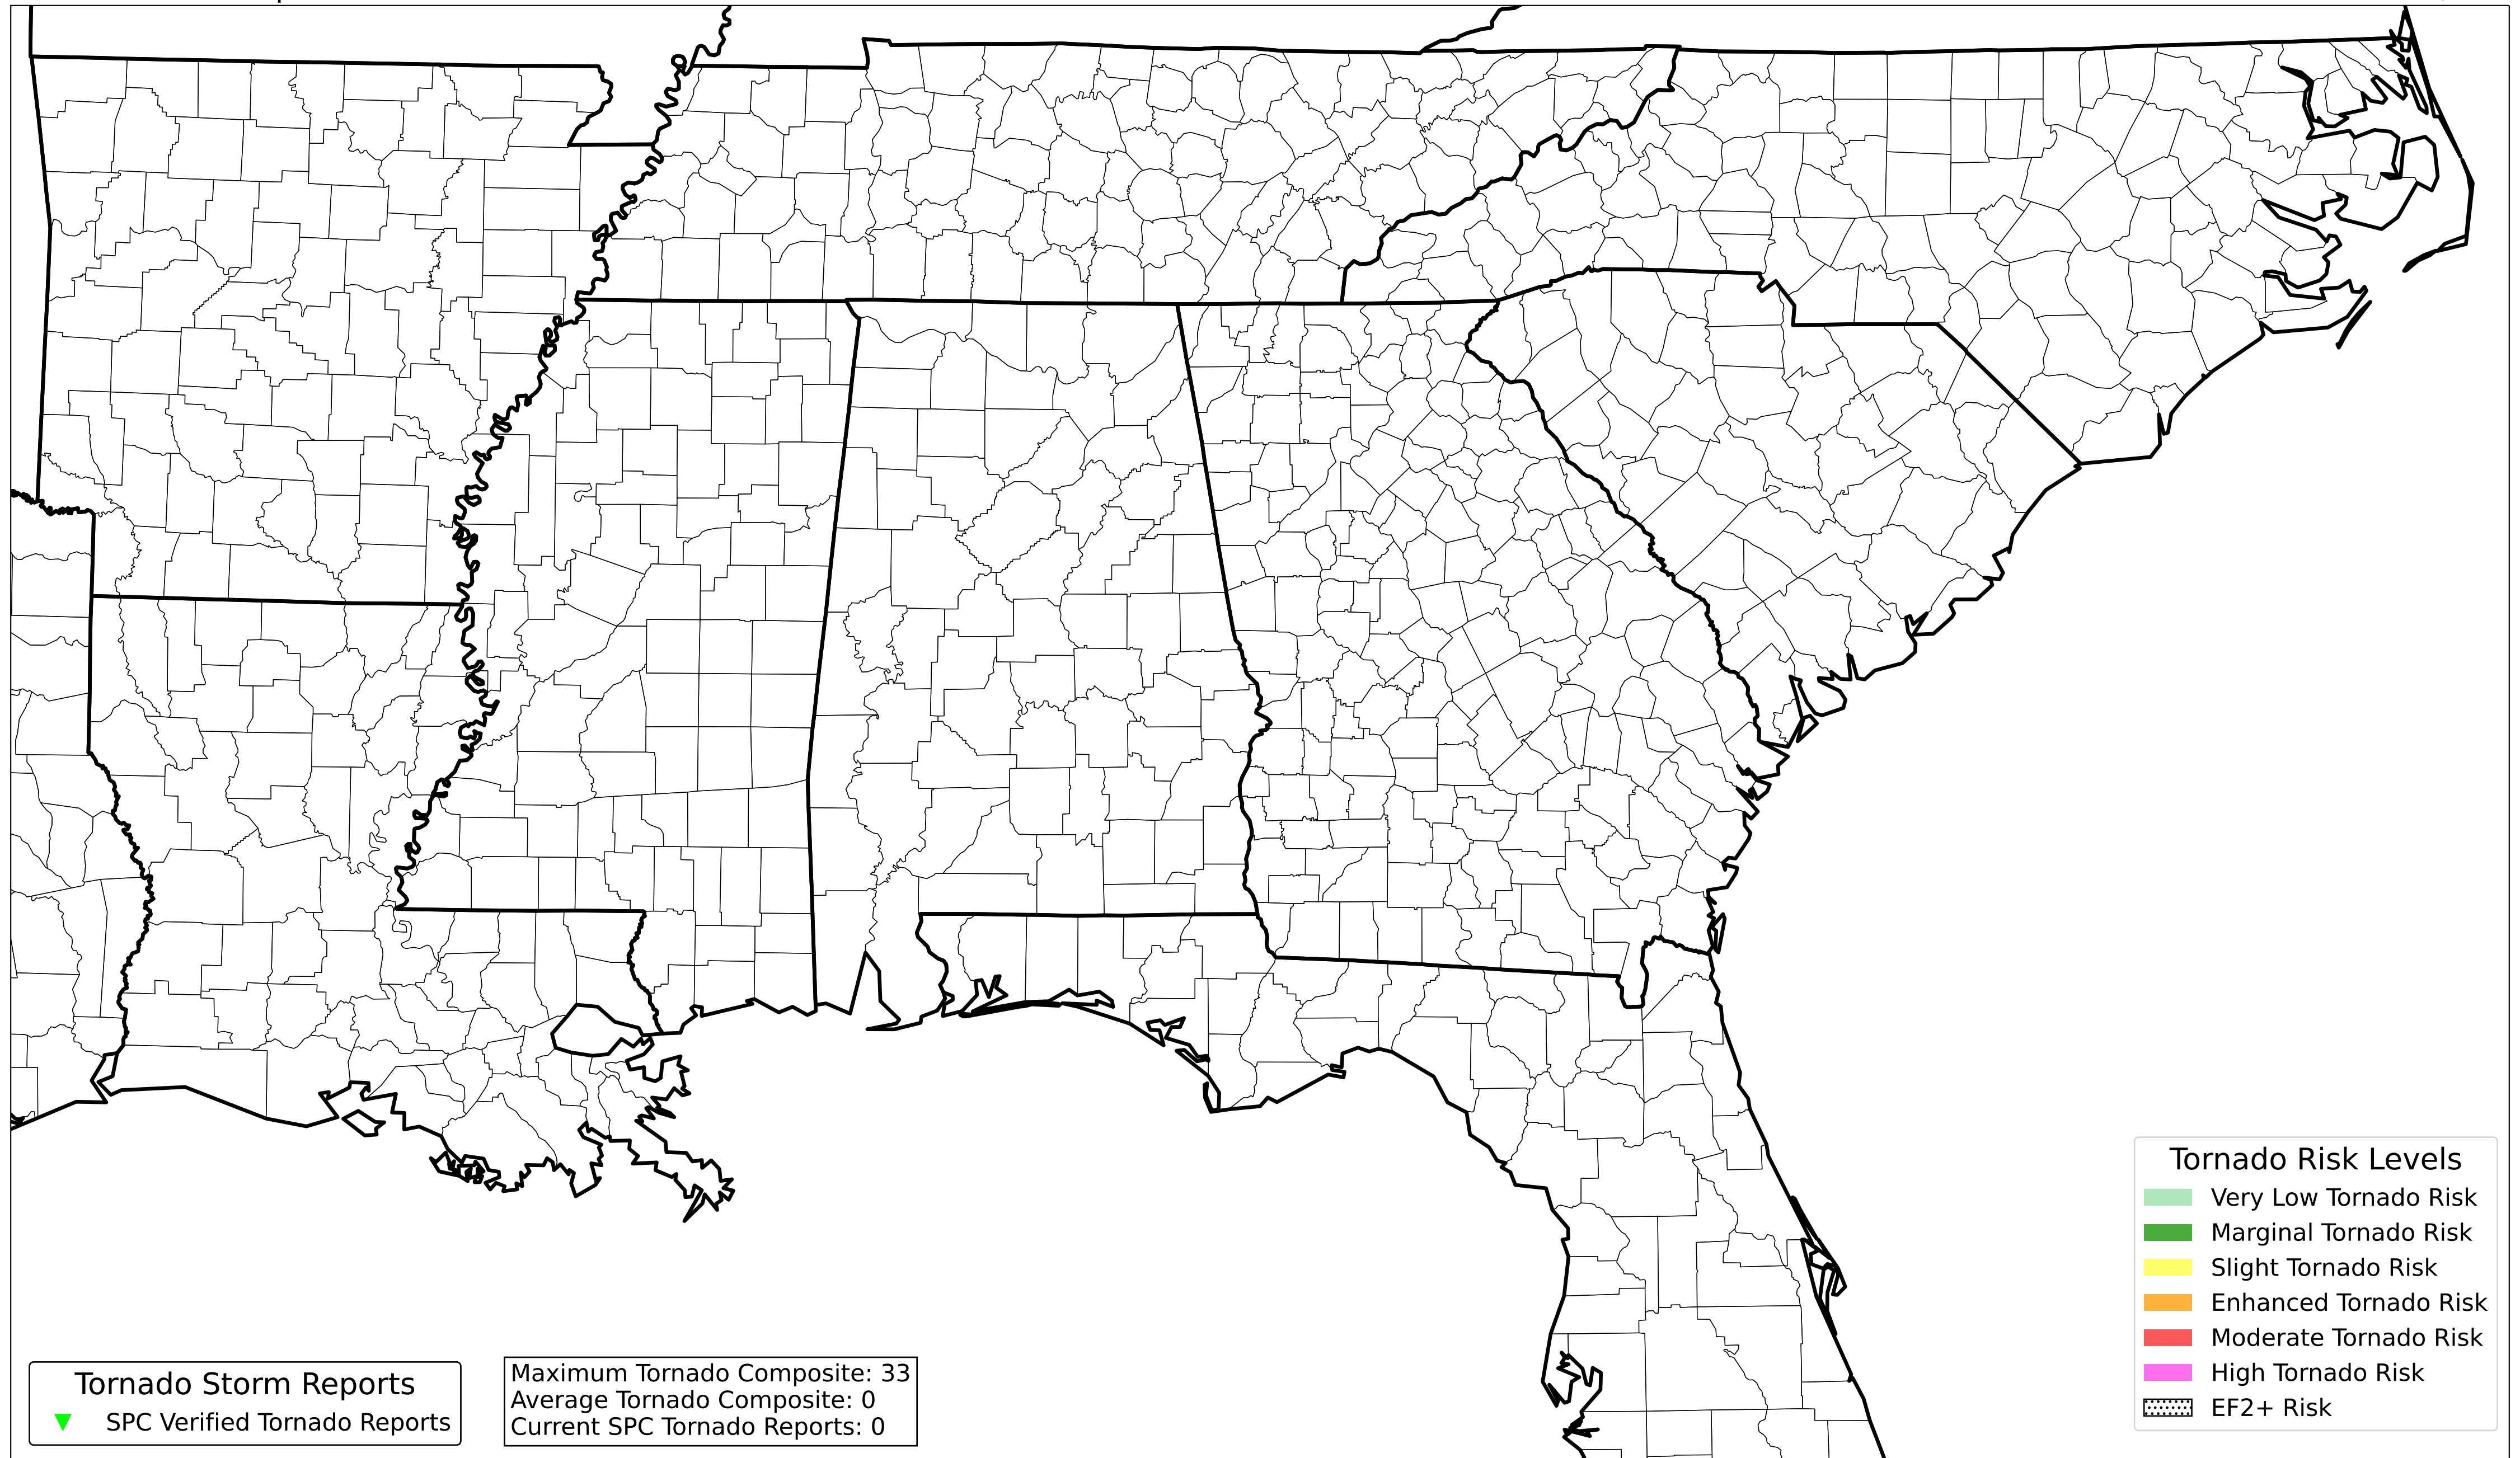 Tornado Risk Levels
Very Low Tornado Risk
Marginal Tornado Risk
Slight Tornado Risk
Enhanced Tornado Risk
Moderate Tornado Risk
High Tornado Risk
EF2+ Risk
Tornado Storm Reports
SPC Verified Tornado Reports
Maximum Tornado Composite: 33
Average Tornado Composite: 0
Current SPC Tornado Reports: 0